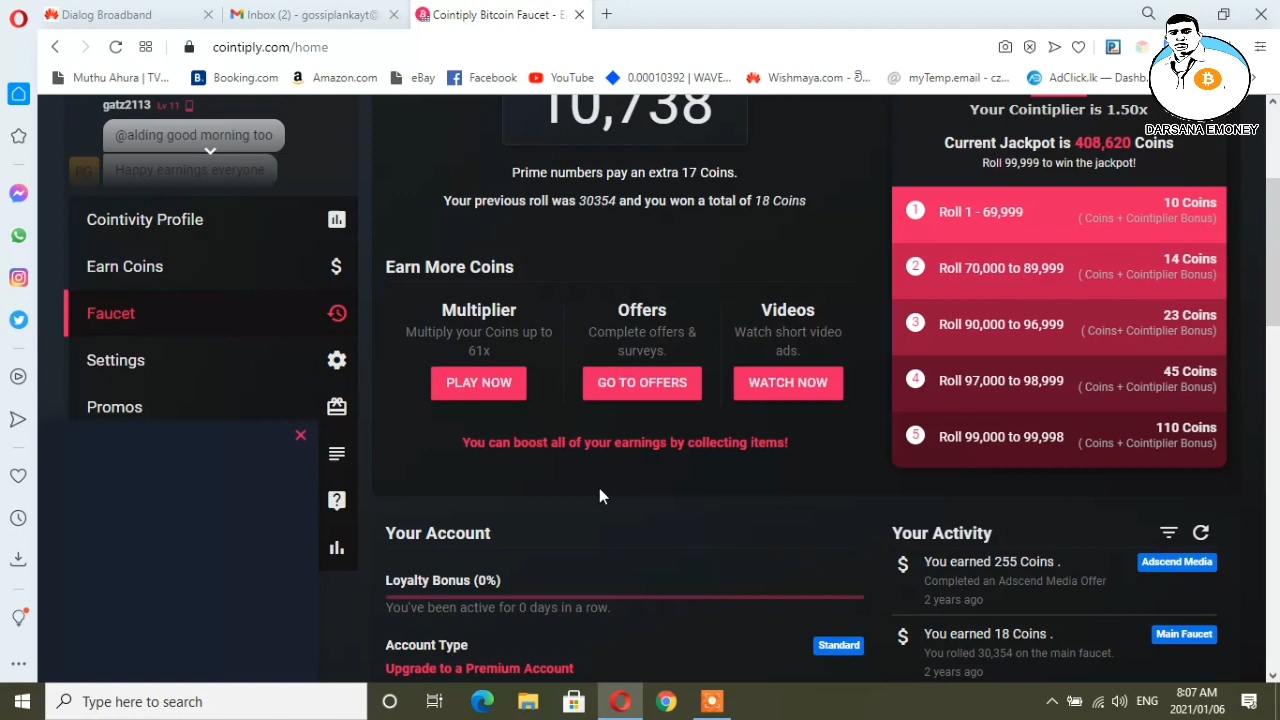 Dialog Broadband
Inbox (2) - gossiplankayt@
Cointiply Bitcoin Faucet - E
cointiply.com/home
Muthu Ahura | TV...
Booking.com
Amazon.com
eBay
Facebook
YouTube
0.00010392 | WAVE...
Wishmaya.com -
@ myTemp.email - cz...
AdClick.lk — Dashb...
DARSANA EMONEY
gatz2113 Lv 11
@alding good morning too
Happy earnings everyone
Cointivity Profile
Earn Coins
Faucet
Settings
Promos
10,738
Prime numbers pay an extra 17 Coins.
Your previous roll was 30354 and you won a total of 18 Coins
Earn More Coins
Multiplier
Multiply your Coins up to
61x
PLAY NOW
Offers
Complete offers &
surveys.
GO TO OFFERS
Videos
Watch short video
ads.
WATCH NOW
You can boost all of your earnings by collecting items!
Your Cointiplier is 1.50x
Current Jackpot is 408,620 Coins
Roll 99,999 to win the jackpot!
1 Roll 1 - 69,999 10 Coins
( Coins + Cointiplier Bonus)
2 Roll 70,000 to 89,999 14 Coins
( Coins + Cointiplier Bonus)
3 Roll 90,000 to 96,999 23 Coins
( Coins+ Cointiplier Bonus)
4 Roll 97,000 to 98,999 45 Coins
( Coins + Cointiplier Bonus)
5 Roll 99,000 to 99,998 110 Coins
( Coins + Cointiplier Bonus)
Your Account
Loyalty Bonus (0%)
You've been active for 0 days in a row.
Account Type
Standard
Upgrade to a Premium Account
Your Activity
You earned 255 Coins .
Adscend Media
Completed an Adscend Media Offer
2 years ago
You earned 18 Coins .
Main Faucet
You rolled 30,354 on the main faucet.
2 years ago
Type here to search
ENG
8:07 AM
2021/01/06